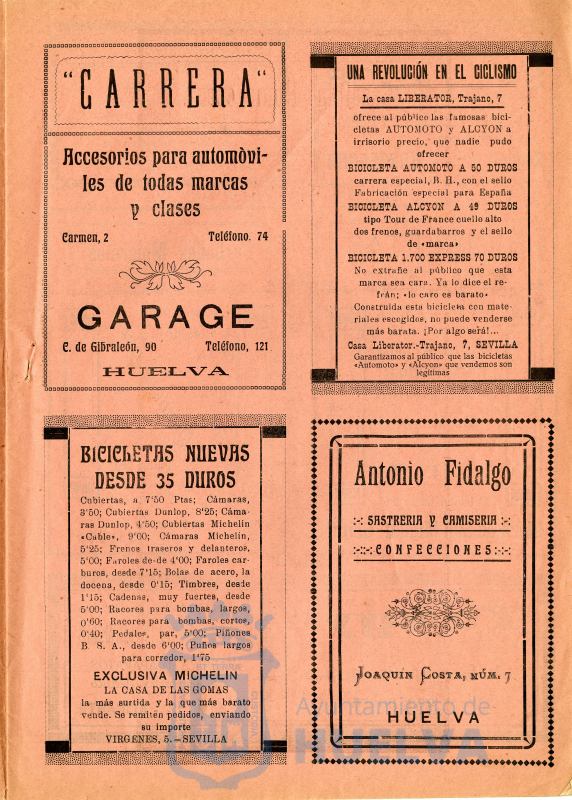 "CARRERA"
Accesorios para automòvi-
les de todas marcas
y clases
Carmen, 2 Teléfono. 74
GARAGE
C. de Gibraleón, 90 Teléfono, 121
HUELVA
UNA REVOLUCIÓN EN EL CICLISMO
La casa LIBERATOR, Trajano, 7
ofrece al público las famosas bici-
cletas AUTOMOTO y ALCYON a
irrisorio precio, que nadie pudo
ofrecer
BICICLETA AUTOMOTO A 50 DUROS
carrera especial, B. H., con el sello
Fabricación especial para España
BICICLETA ALCYON A 49 DUROS
tipo Tour de France cuello alto
dos frenos, guardabarros y el sello
de «marca»
BICICLETA 1.700 EXPRESS 70 DUROS
No extrañe al público que esta
marca sea cara. Ya lo dice el re-
frán; «lo caro es barato»
Construida esta bicicleta con mate-
riales escogidos, no puede venderse
más barata. ¡Por algo será!...
Casa Liberator.-Trajano, 7, SEVILLA
Garantizamos al público que las bicicletas
«Automoto» y «Alcyon» que vendemos son
legítimas
BICICLETAS NUEVAS
DESDE 35 DUROS
Cubiertas, a 7'50 Ptas; Cámaras,
3'50; Cubiertas Dunlop, 8'25; Cáma-
ras Dunlop, 4'50; Cubiertas Michelin
«Cable», 9'00; Cámaras Michelin,
5'25; Frenos traseros y delanteros,
5'00; Faroles de-de 4'00; Faroles car-
buros, desde 7'15; Bolas de acero, la
docena, desde 0'15; Timbres, desde
1'15; Cadenas, muy fuertes, desde
5'00; Racores para bombas, largos,
0'60; Racores para bombas, cortos,
0'40; Pedales, par, 5'00; Piñones
B. S. A., desde 6'00; Puños largos
para corredor, 1'75
EXCLUSIVA MICHELIN
LA CASA DE LAS GOMAS
la más surtida y la que más barato
vende. Se remiten pedidos, enviando
su importe
VIRGENES, 5.—SEVILLA
Antonio Fidalgo
:-: SASTRERIA Y CAMISERIA :-:
:-::-: CONFECCIONES :-::-:
JOAQUIN COSTA, NÚM. 7
HUELVA
Ayuntamiento de
HUELVA